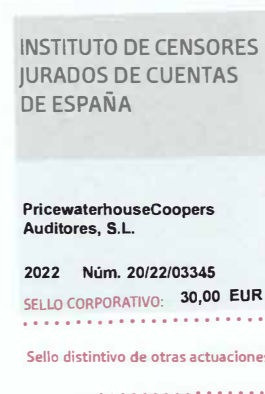 INSTITUTO DE CENSORES
JURADOS DE CUENTAS
DE ESPAÑA
PricewaterhouseCoopers
Auditores, S.L.
2022 Núm. 20/22/03345
SELLO CORPORATIVO: 30,00 EUR
Sello distintivo de otras actuaciones